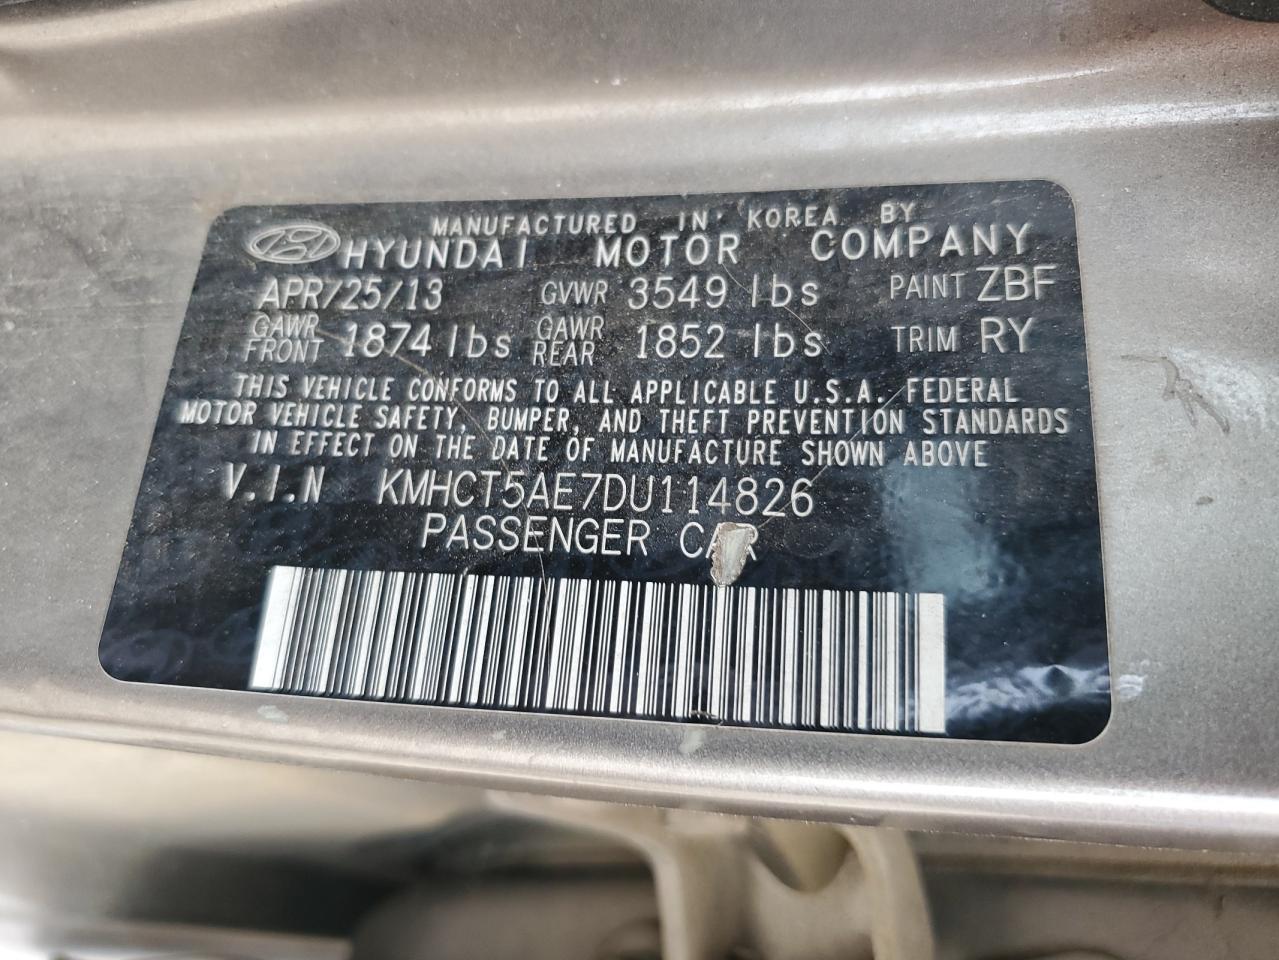 MANUFACTURED IN KOREA BY
HYUNDAI MOTOR COMPANY
APR/25/13 GVWR 3549 lbs PAINT ZBF
GAWR FRONT 1874 lbs GAWR REAR 1852 lbs TRIM RY
THIS VEHICLE CONFORMS TO ALL APPLICABLE U.S.A. FEDERAL
MOTOR VEHICLE SAFETY, BUMPER, AND THEFT PREVENTION STANDARDS
IN EFFECT ON THE DATE OF MANUFACTURE SHOWN ABOVE
V.I.N KMHCT5AE7DU114826
PASSENGER CAR